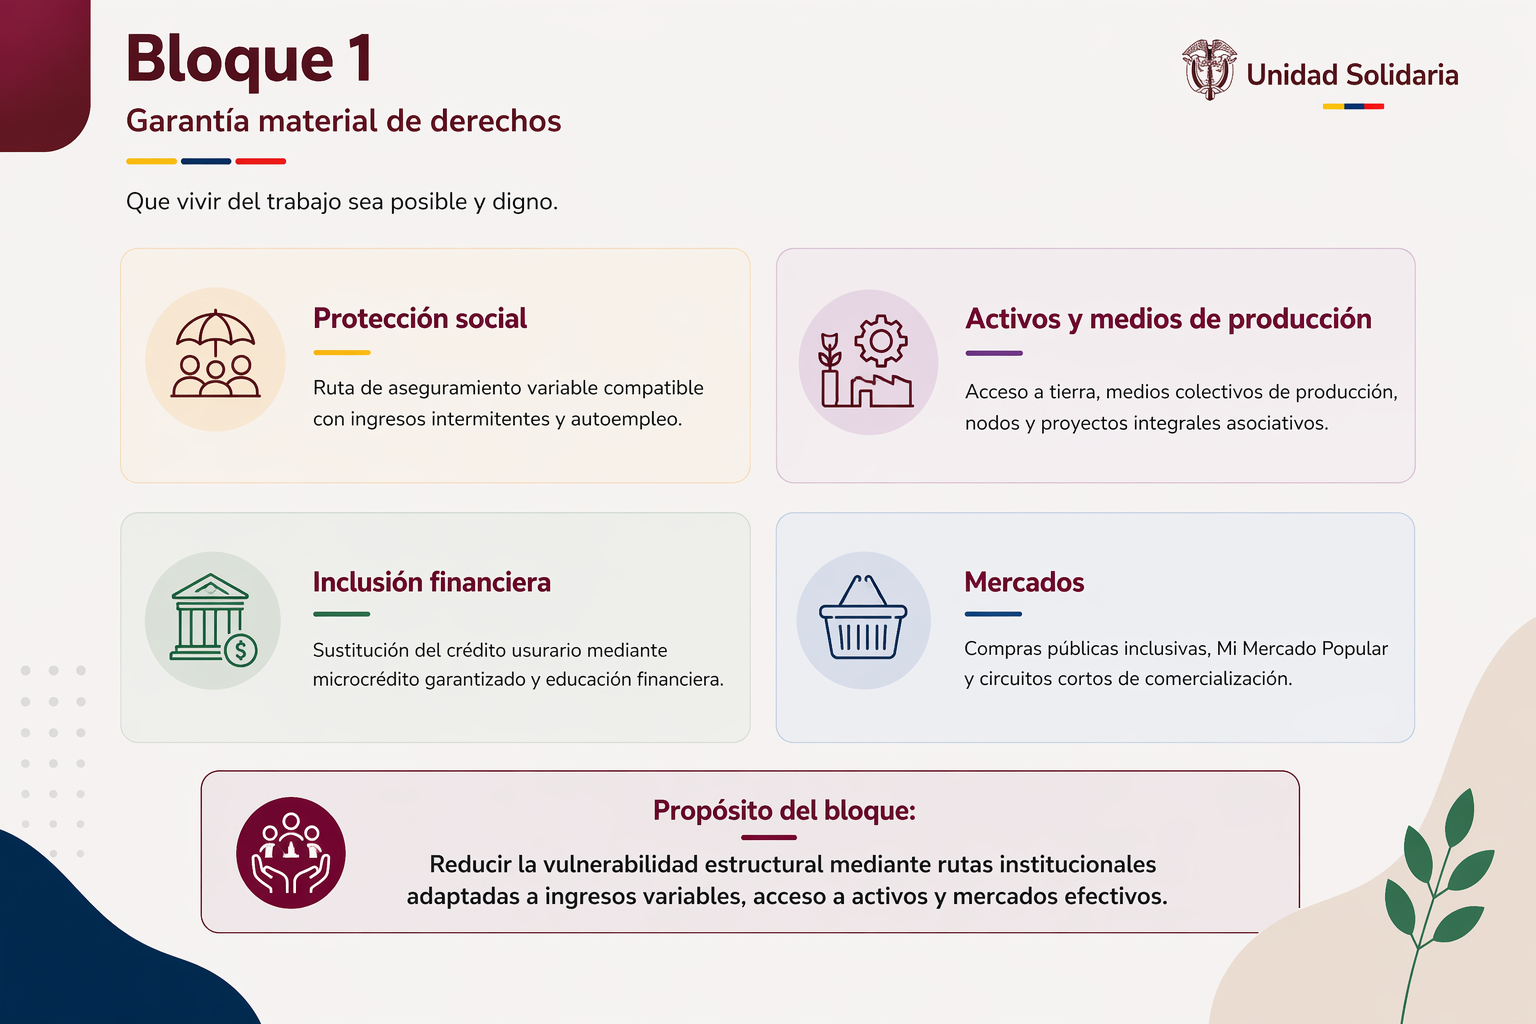 Bloque 1
Garantía material de derechos
Unidad Solidaria
Que vivir del trabajo sea posible y digno.
Protección social
Ruta de aseguramiento variable compatible
con ingresos intermitentes y autoempleo.
Activos y medios de producción
Acceso a tierra, medios colectivos de producción,
nodos y proyectos integrales asociativos.
Inclusión financiera
$
Sustitución del crédito usurario mediante
microcrédito garantizado y educación financiera.
Mercados
Compras públicas inclusivas, Mi Mercado Popular
y circuitos cortos de comercialización.
Propósito del bloque:
Reducir la vulnerabilidad estructural mediante rutas institucionales
adaptadas a ingresos variables, acceso a activos y mercados efectivos.